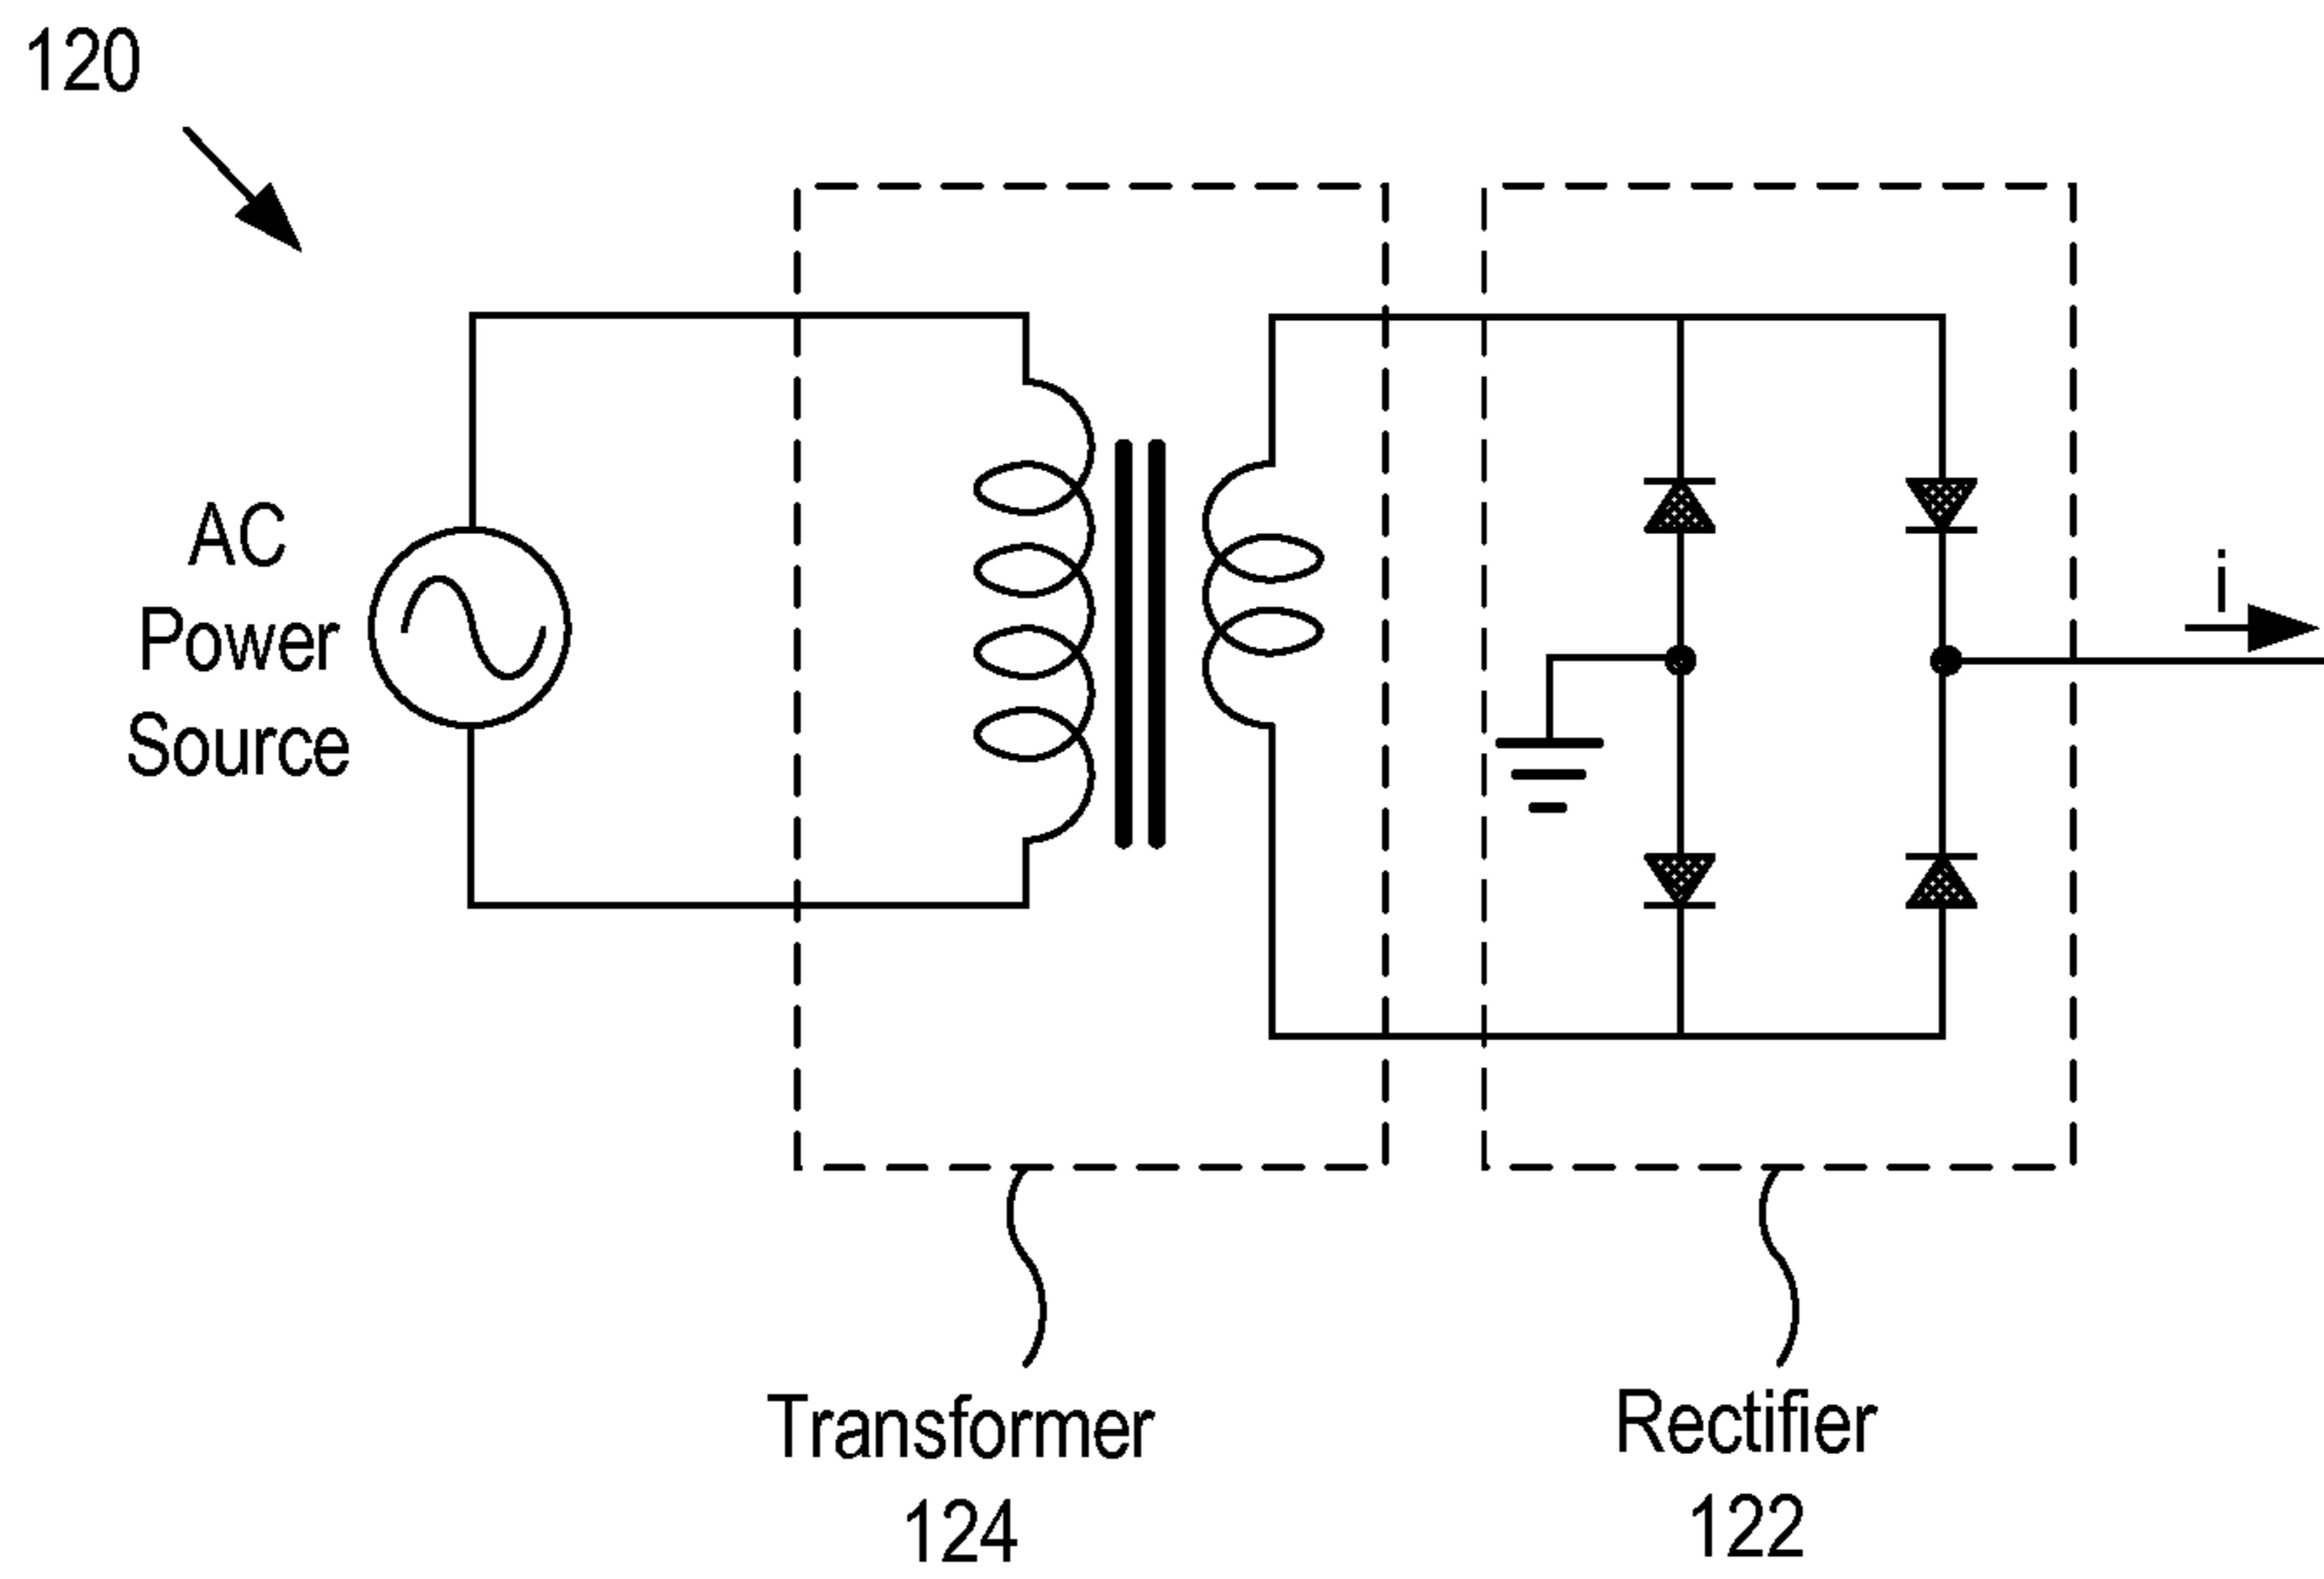 120
AC
Power
Source
i
Transformer
124
Rectifier
122